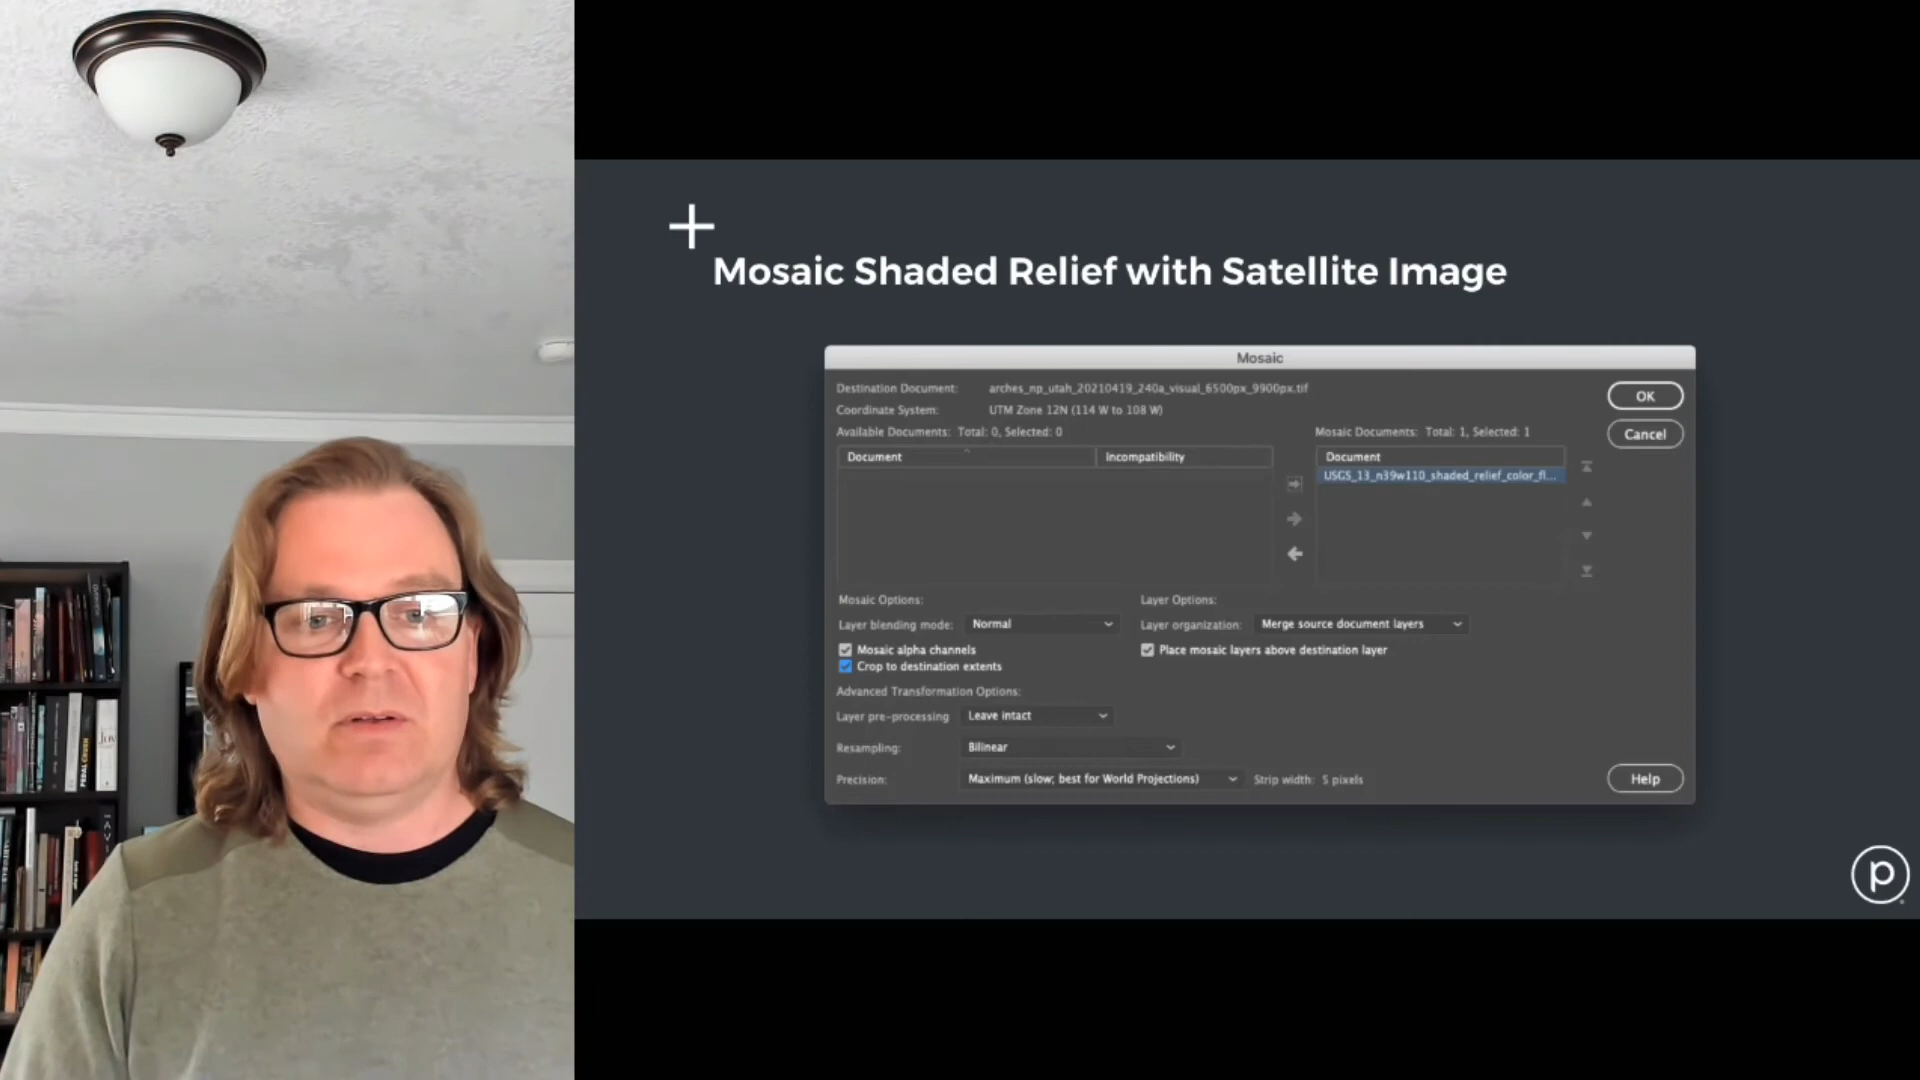 Mosaic Shaded Relief with Satellite Image
Mosaic
Destination Document: arches_np_utah_20210419_240a_visual_6500px_9900px.tif
OK
Coordinate System: UTM Zone 12N (114 W to 108 W)
Available Documents: Total: 0, Selected: 0
Mosaic Documents: Total: 1, Selected: 1
Cancel
Document
Incompatibility
Document
USGS_13_n39w110_shaded_relief_color_fl...
Mosaic Options:
Layer Options:
Layer blending mode: Normal
Layer organization: Merge source document layers
Mosaic alpha channels
Place mosaic layers above destination layer
Crop to destination extents
Advanced Transformation Options:
Layer pre-processing Leave intact
Resampling: Bilinear
Precision: Maximum (slow; best for World Projections) Strip width: 5 pixels
Help
p